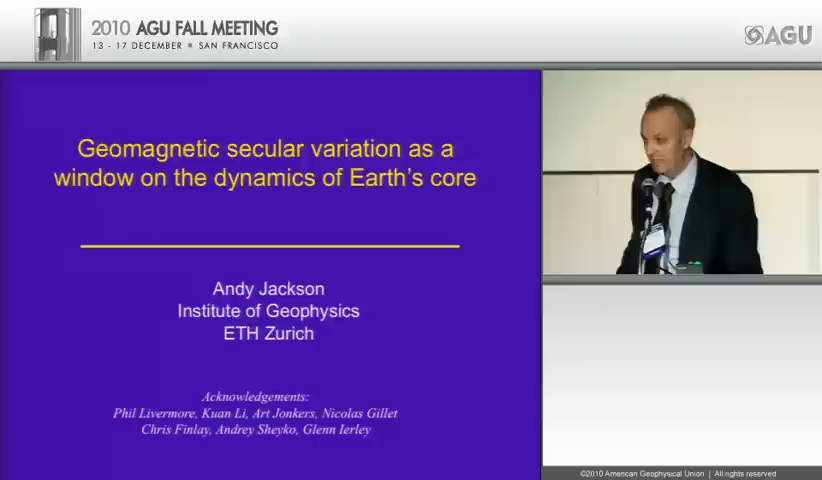 2010 AGU FALL MEETING
13 - 17 DECEMBER ■ SAN FRANCISCO
AGU
Geomagnetic secular variation as a
window on the dynamics of Earth's core
Andy Jackson
Institute of Geophysics
ETH Zurich
Acknowledgements:
Phil Livermore, Kuan Li, Art Jonkers, Nicolas Gillet
Chris Finlay, Andrey Sheyko, Glenn Ierley
©2010 American Geophysical Union | All rights reserved